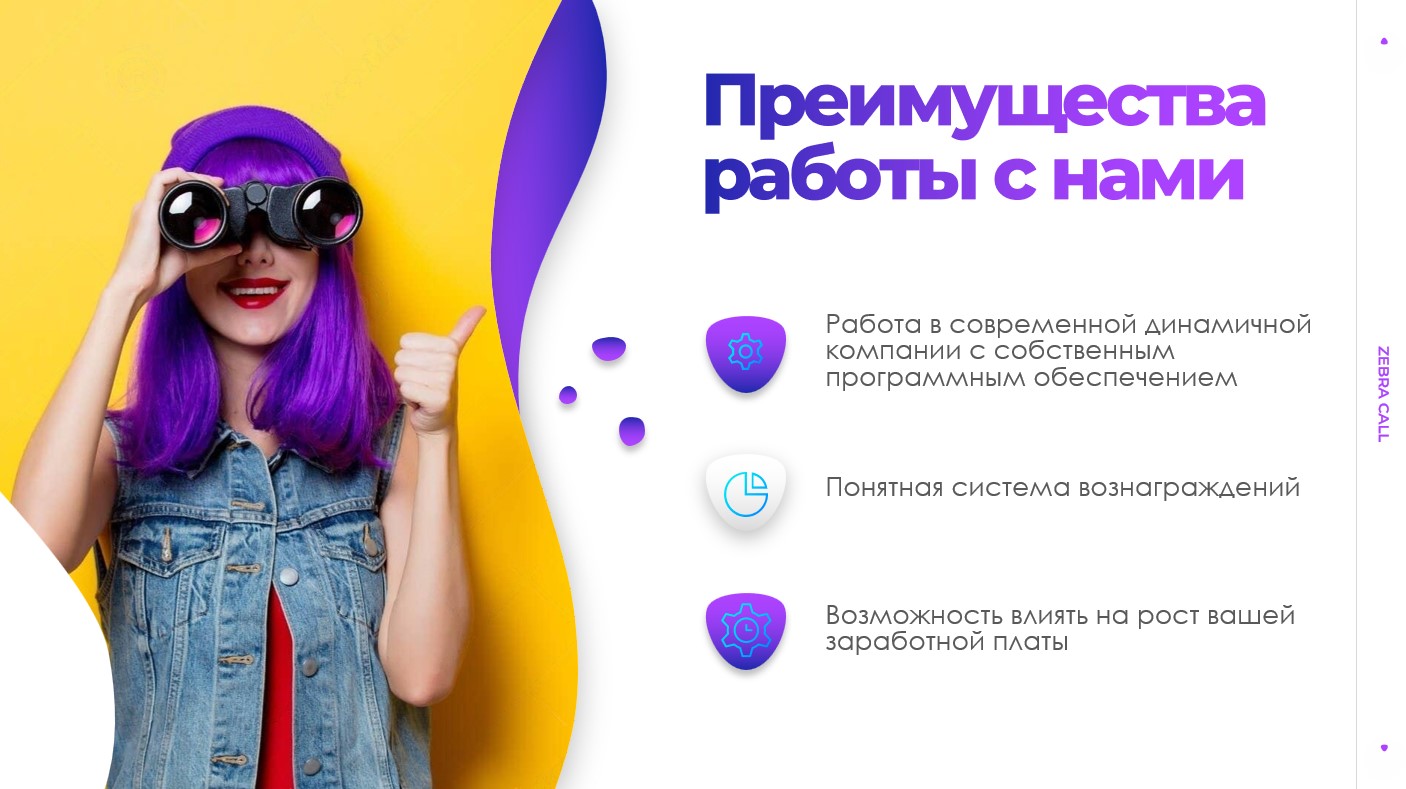 Преимущества
работы с нами
Работа в современной динамичной
компании с собственным
программным обеспечением
Понятная система вознаграждений
Возможность влиять на рост вашей
заработной платы
ZEBRA CALL